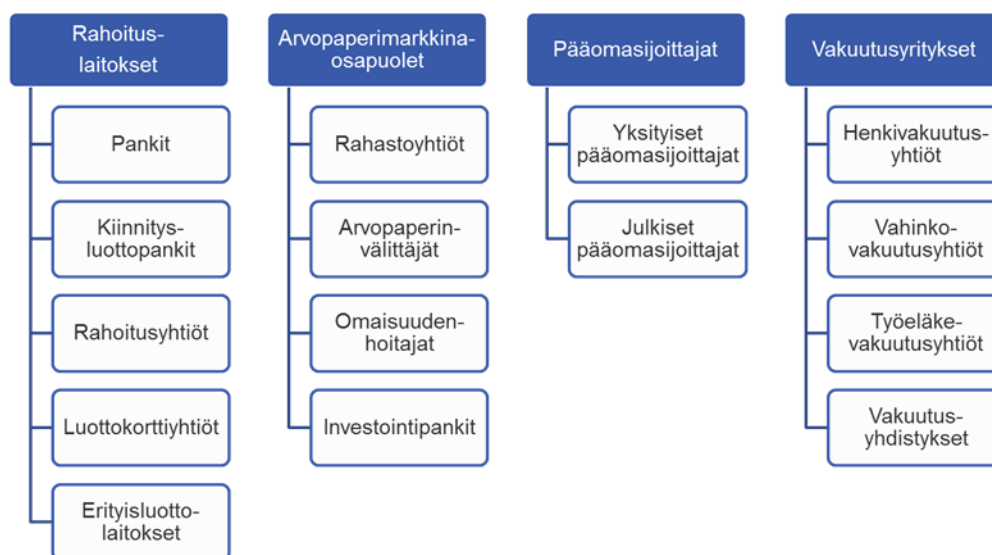 Rahoitus-
laitokset
Pankit
Kiinnitys-
luottopankit
Rahoitusyhtiöt
Luottokorttiyhtiöt
Erityisluotto-
laitokset
Arvopaperimarkkina-
osapuolet
Rahastoyhtiöt
Arvopaperin-
välittäjät
Omaisuuden-
hoitajat
Investointipankit
Pääomasijoittajat
Yksityiset
pääomasijoittajat
Julkiset
pääomasijoittajat
Vakuutusyritykset
Henkivakuutus-
yhtiöt
Vahinko-
vakuutusyhtiöt
Työeläke-
vakuutusyhtiöt
Vakuutus-
yhdistykset